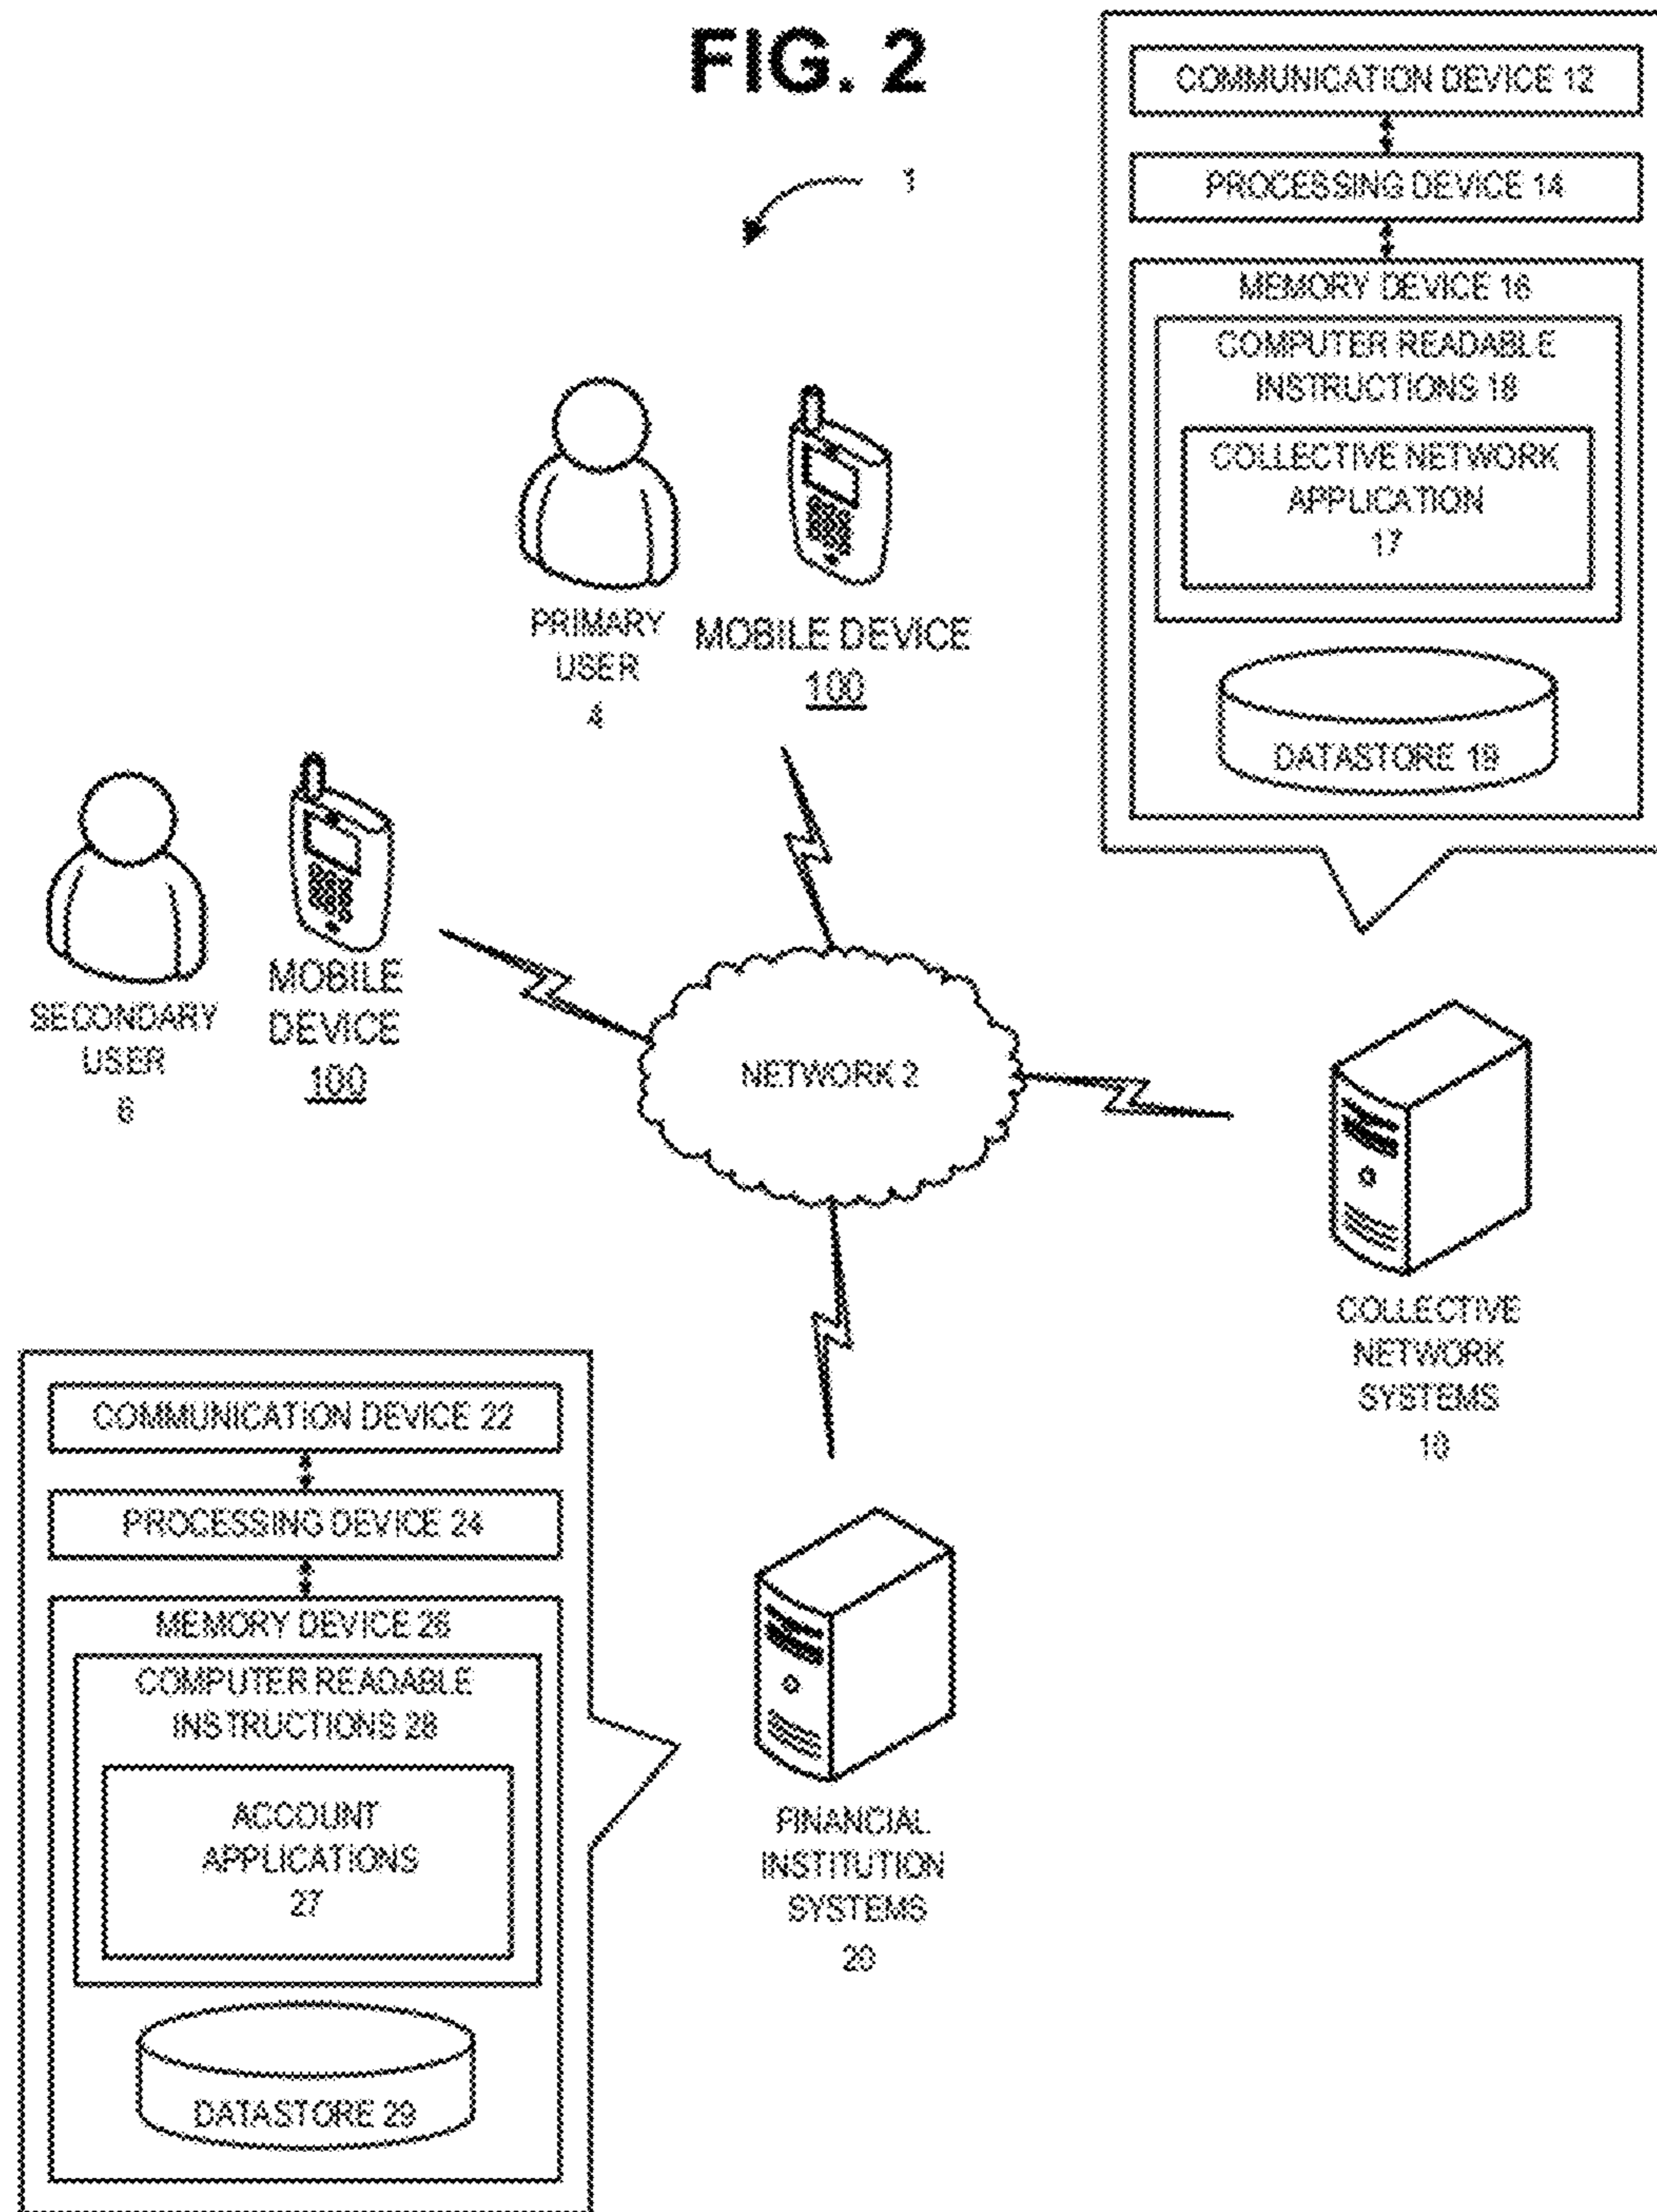 FIG. 2
1
COMMUNICATION DEVICE 12
PROCESSING DEVICE 14
MEMORY DEVICE 16
COMPUTER READABLE
INSTRUCTIONS 18
COLLECTIVE NETWORK
APPLICATION
17
DATASTORE 19
PRIMARY
USER
4
MOBILE DEVICE
100
SECONDARY
USER
6
MOBILE
DEVICE
100
NETWORK 2
COLLECTIVE
NETWORK
SYSTEMS
10
COMMUNICATION DEVICE 22
PROCESSING DEVICE 24
MEMORY DEVICE 26
COMPUTER READABLE
INSTRUCTIONS 28
ACCOUNT
APPLICATIONS
27
DATASTORE 29
FINANCIAL
INSTITUTION
SYSTEMS
20